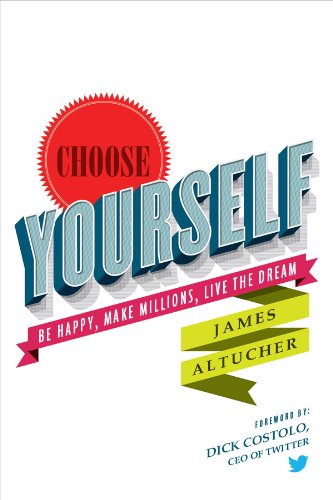 CHOOSE
YOURSELF
BE HAPPY, MAKE MILLIONS, LIVE THE DREAM
JAMES
ALTUCHER
FOREWORD BY:
DICK COSTOLO,
CEO OF TWITTER